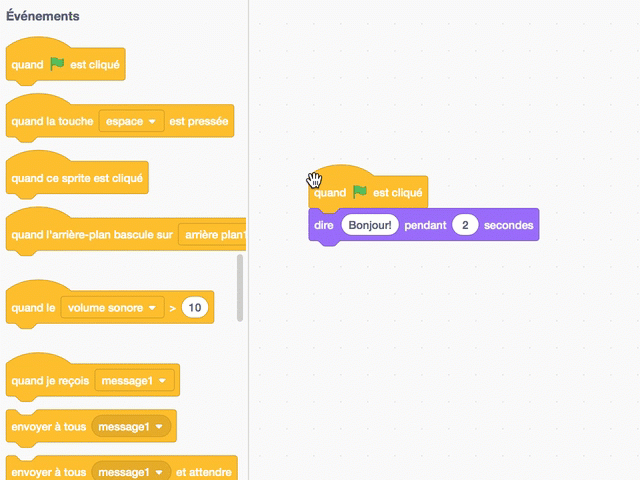 Événements
quand est cliqué
quand la touche espace est pressée
quand ce sprite est cliqué
quand l'arrière-plan bascule sur arrière plan1
quand le volume sonore > 10
quand je reçois message1
envoyer à tous message1
envoyer à tous message1 et attendre
quand est cliqué
dire Bonjour! pendant 2 secondes